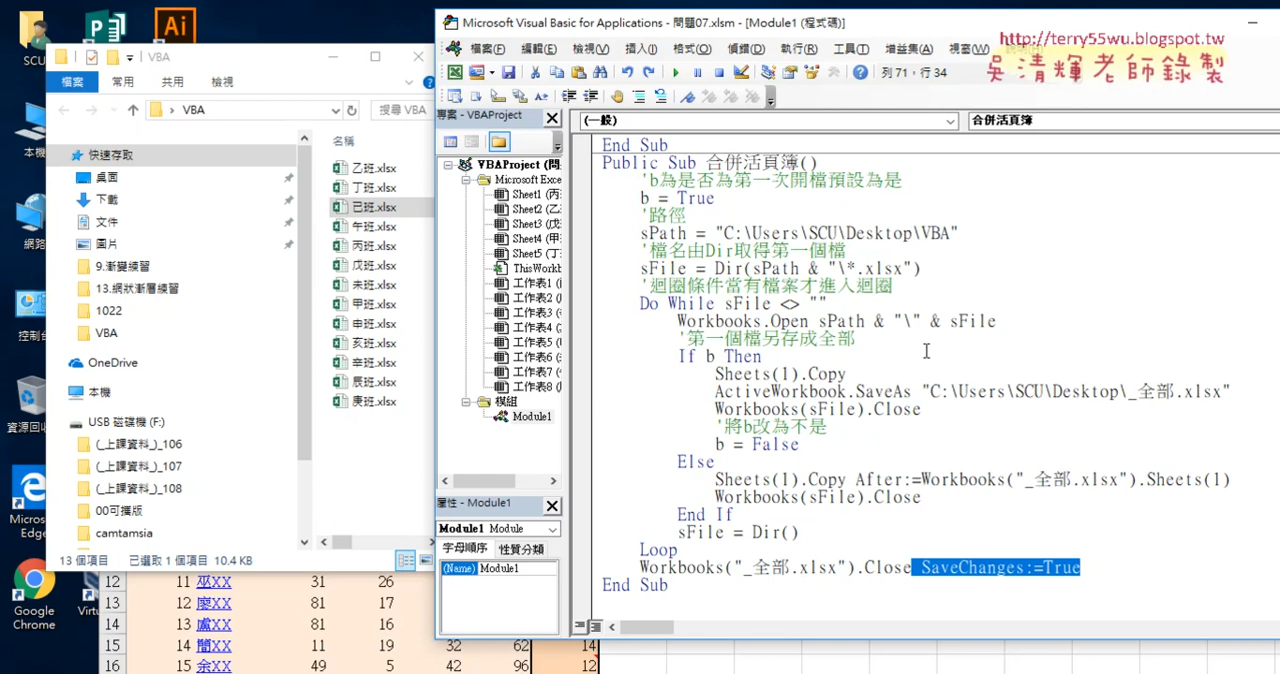 SCU
本機
網路
控制台
資源回收
Micros
Edge
Google
Chrome
Virtu
VBA
檔案
常用
共用
檢視
VBA
搜尋 VBA
名稱
快速存取
桌面
下載
文件
圖片
9.漸變練習
13.網狀漸層練習
1022
VBA
OneDrive
本機
USB 磁碟機 (F:)
(_上課資料_)_106
(_上課資料_)_107
(_上課資料_)_108
00可攜版
camtamsia
乙班.xlsx
丁班.xlsx
己班.xlsx
午班.xlsx
丙班.xlsx
戊班.xlsx
未班.xlsx
甲班.xlsx
申班.xlsx
亥班.xlsx
辛班.xlsx
辰班.xlsx
庚班.xlsx
13 個項目 已選取 1 個項目 10.4 KB
12 11 巫XX 31 26
13 12 廖XX 81 17
14 13 盧XX 81 16
15 14 簡XX 11 19 32 62 14
16 15 余XX 49 5 42 96 12
Microsoft Visual Basic for Applications - 問題07.xlsm - [Module1 (程式碼)]
http://terry55wu.blogspot.tw
吳清輝老師錄製
檔案(F) 編輯(E) 檢視(V) 插入(I) 格式(O) 偵錯(D) 執行(R) 工具(T) 增益集(A) 視窗(W)
列 71, 行 34
專案 - VBAProject
VBAProject (問
Microsoft Exce
Sheet1 (丙
Sheet2 (乙
Sheet3 (戊
Sheet4 (甲
Sheet5 (丁
ThisWorkb
工作表1
工作表2
工作表3
工作表4
工作表5
工作表6
工作表7
工作表8
模組
Module1
屬性 - Module1
Module1 Module
字母順序 性質分類
(Name) Module1
(一般)
合併活頁簿
End Sub
Public Sub 合併活頁簿()
'b為是否為第一次開檔預設為是
b = True
'路徑
sPath = "C:\Users\SCU\Desktop\VBA"
'檔名由Dir取得第一個檔
sFile = Dir(sPath & "\*.xlsx")
'迴圈條件當有檔案才進入迴圈
Do While sFile <> ""
Workbooks.Open sPath & "\" & sFile
'第一個檔另存成全部
If b Then
Sheets(1).Copy
ActiveWorkbook.SaveAs "C:\Users\SCU\Desktop\_全部.xlsx"
Workbooks(sFile).Close
'將b改為不是
b = False
Else
Sheets(1).Copy After:=Workbooks("_全部.xlsx").Sheets(1)
Workbooks(sFile).Close
End If
sFile = Dir()
Loop
Workbooks("_全部.xlsx").Close SaveChanges:=True
End Sub